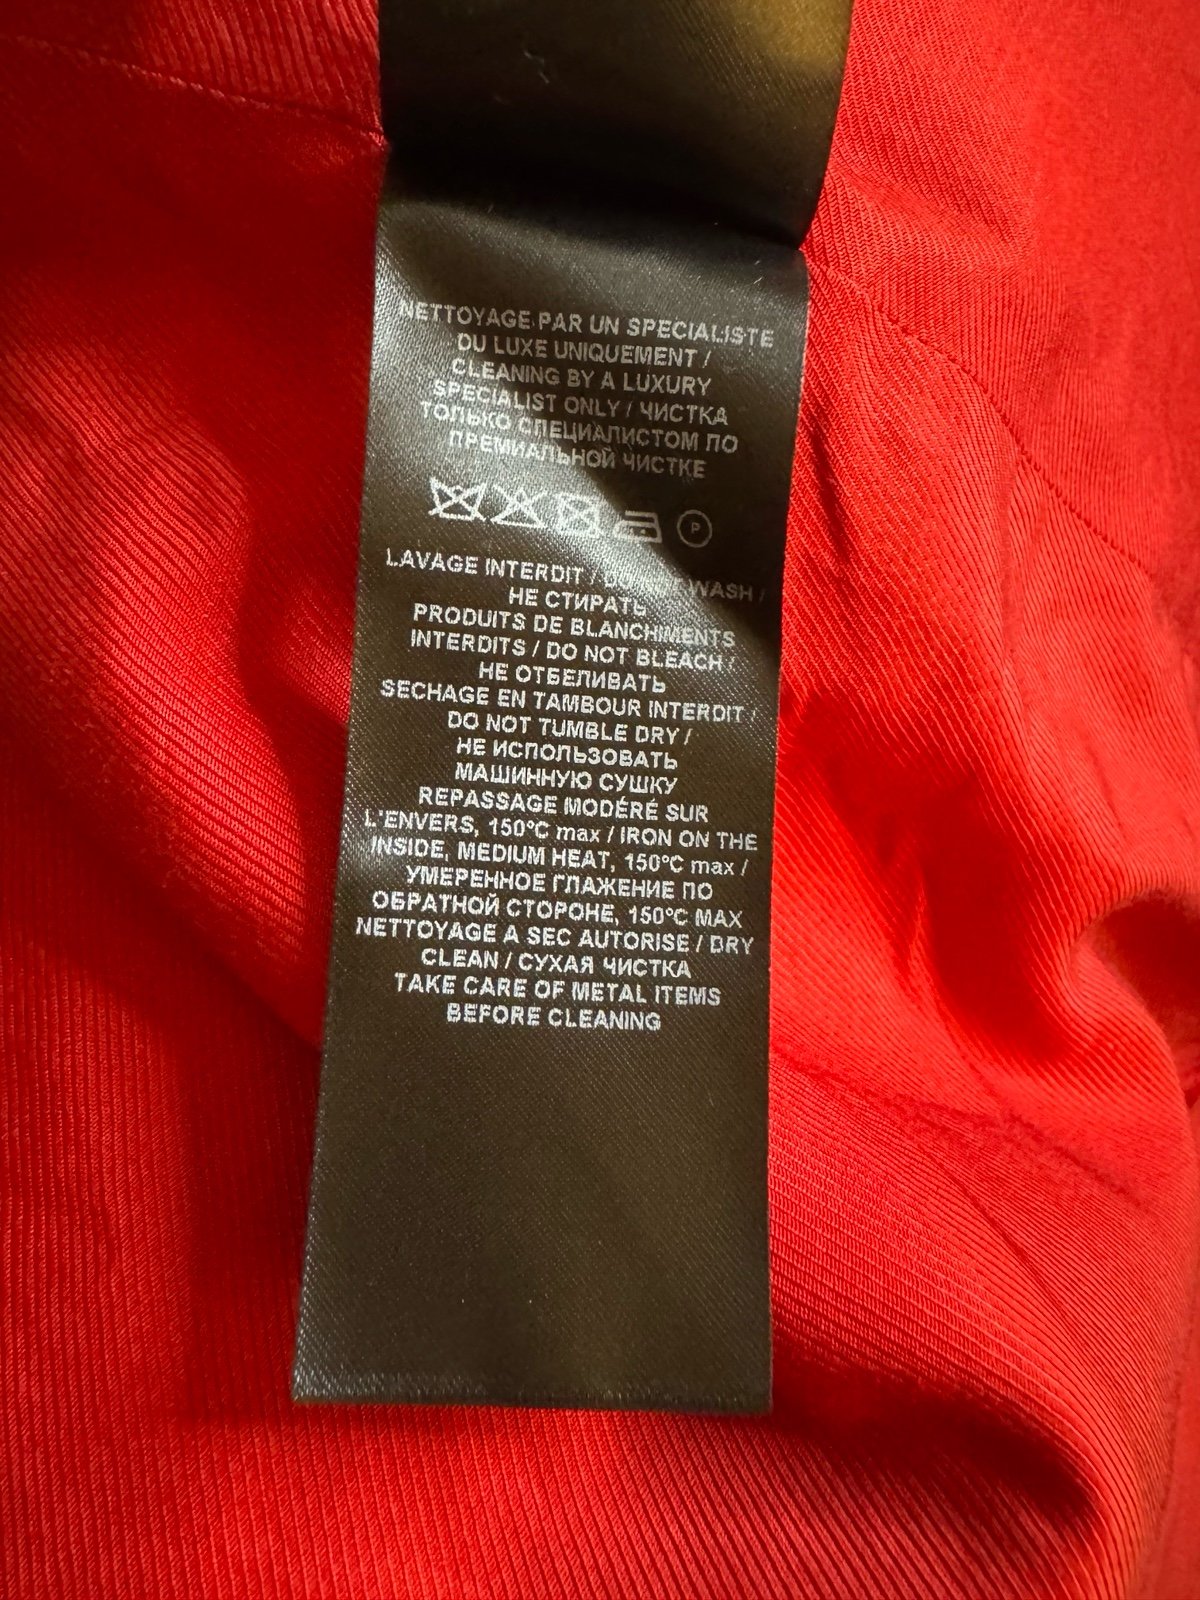 NETTOYAGE PAR UN SPECIALISTE
DU LUXE UNIQUEMENT /
CLEANING BY A LUXURY
SPECIALIST ONLY / ЧИСТКА
ТОЛЬКО СПЕЦИАЛИСТОМ ПО
ПРЕМИАЛЬНОЙ ЧИСТКЕ
P
LAVAGE INTERDIT / WASH /
НЕ СТИРАТЬ
PRODUITS DE BLANCHIMENTS
INTERDITS / DO NOT BLEACH /
НЕ ОТБЕЛИВАТЬ
SECHAGE EN TAMBOUR INTERDIT /
DO NOT TUMBLE DRY /
НЕ ИСПОЛЬЗОВАТЬ
МАШИННУЮ СУШКУ
REPASSAGE MODÉRÉ SUR
L'ENVERS, 150°C max / IRON ON THE
INSIDE, MEDIUM HEAT, 150°C max /
УМЕРЕННОЕ ГЛАЖЕНИЕ ПО
ОБРАТНОЙ СТОРОНЕ, 150°C MAX
NETTOYAGE A SEC AUTORISE / DRY
CLEAN / СУХАЯ ЧИСТКА
TAKE CARE OF METAL ITEMS
BEFORE CLEANING